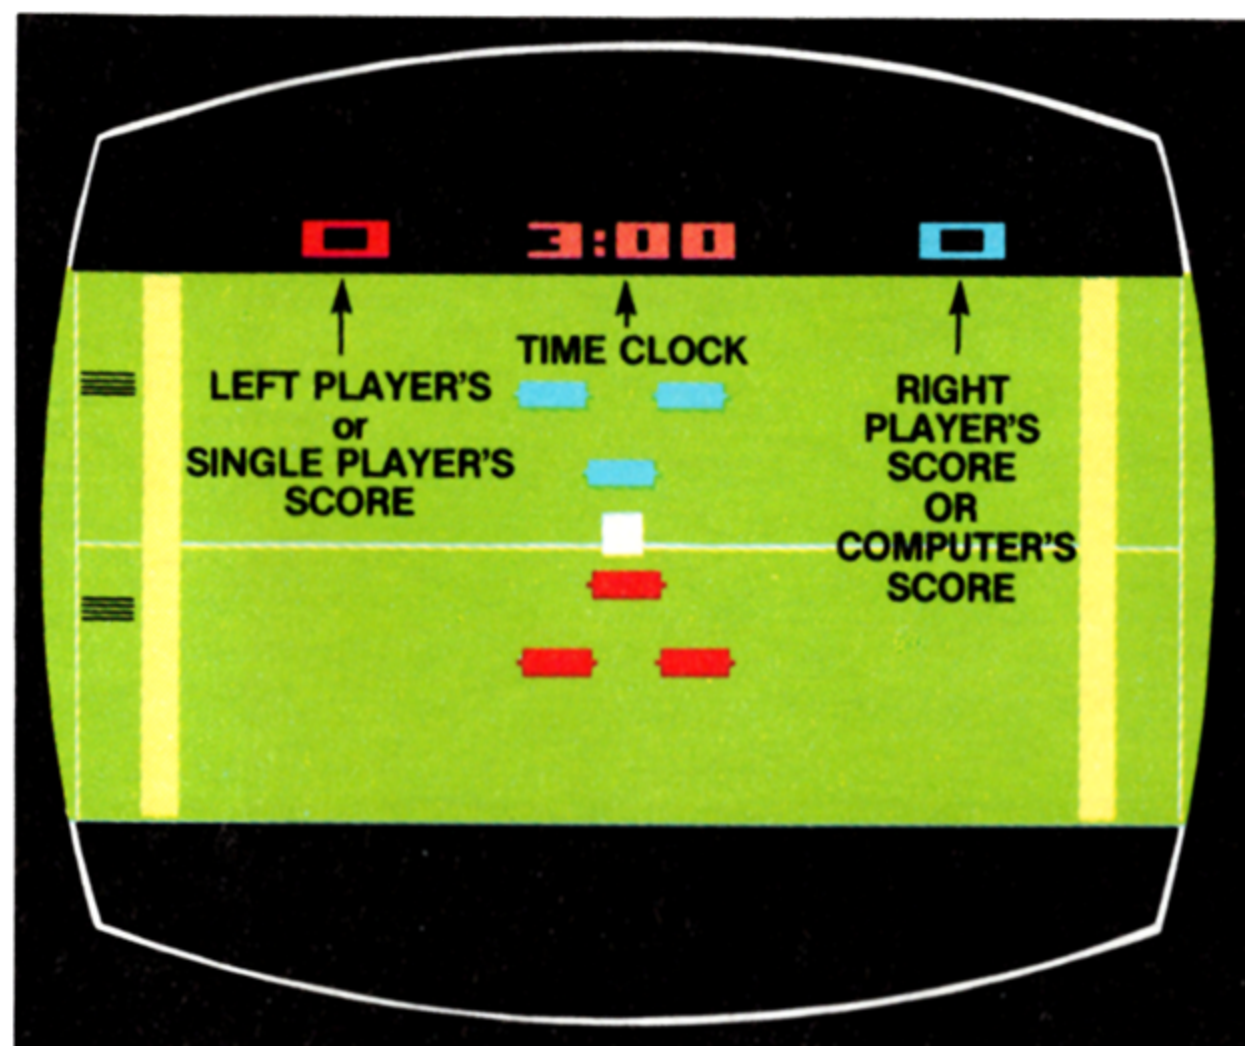 0 3:00 0
TIME CLOCK
LEFT PLAYER'S
or
SINGLE PLAYER'S
SCORE
RIGHT
PLAYER'S
SCORE
OR
COMPUTER'S
SCORE